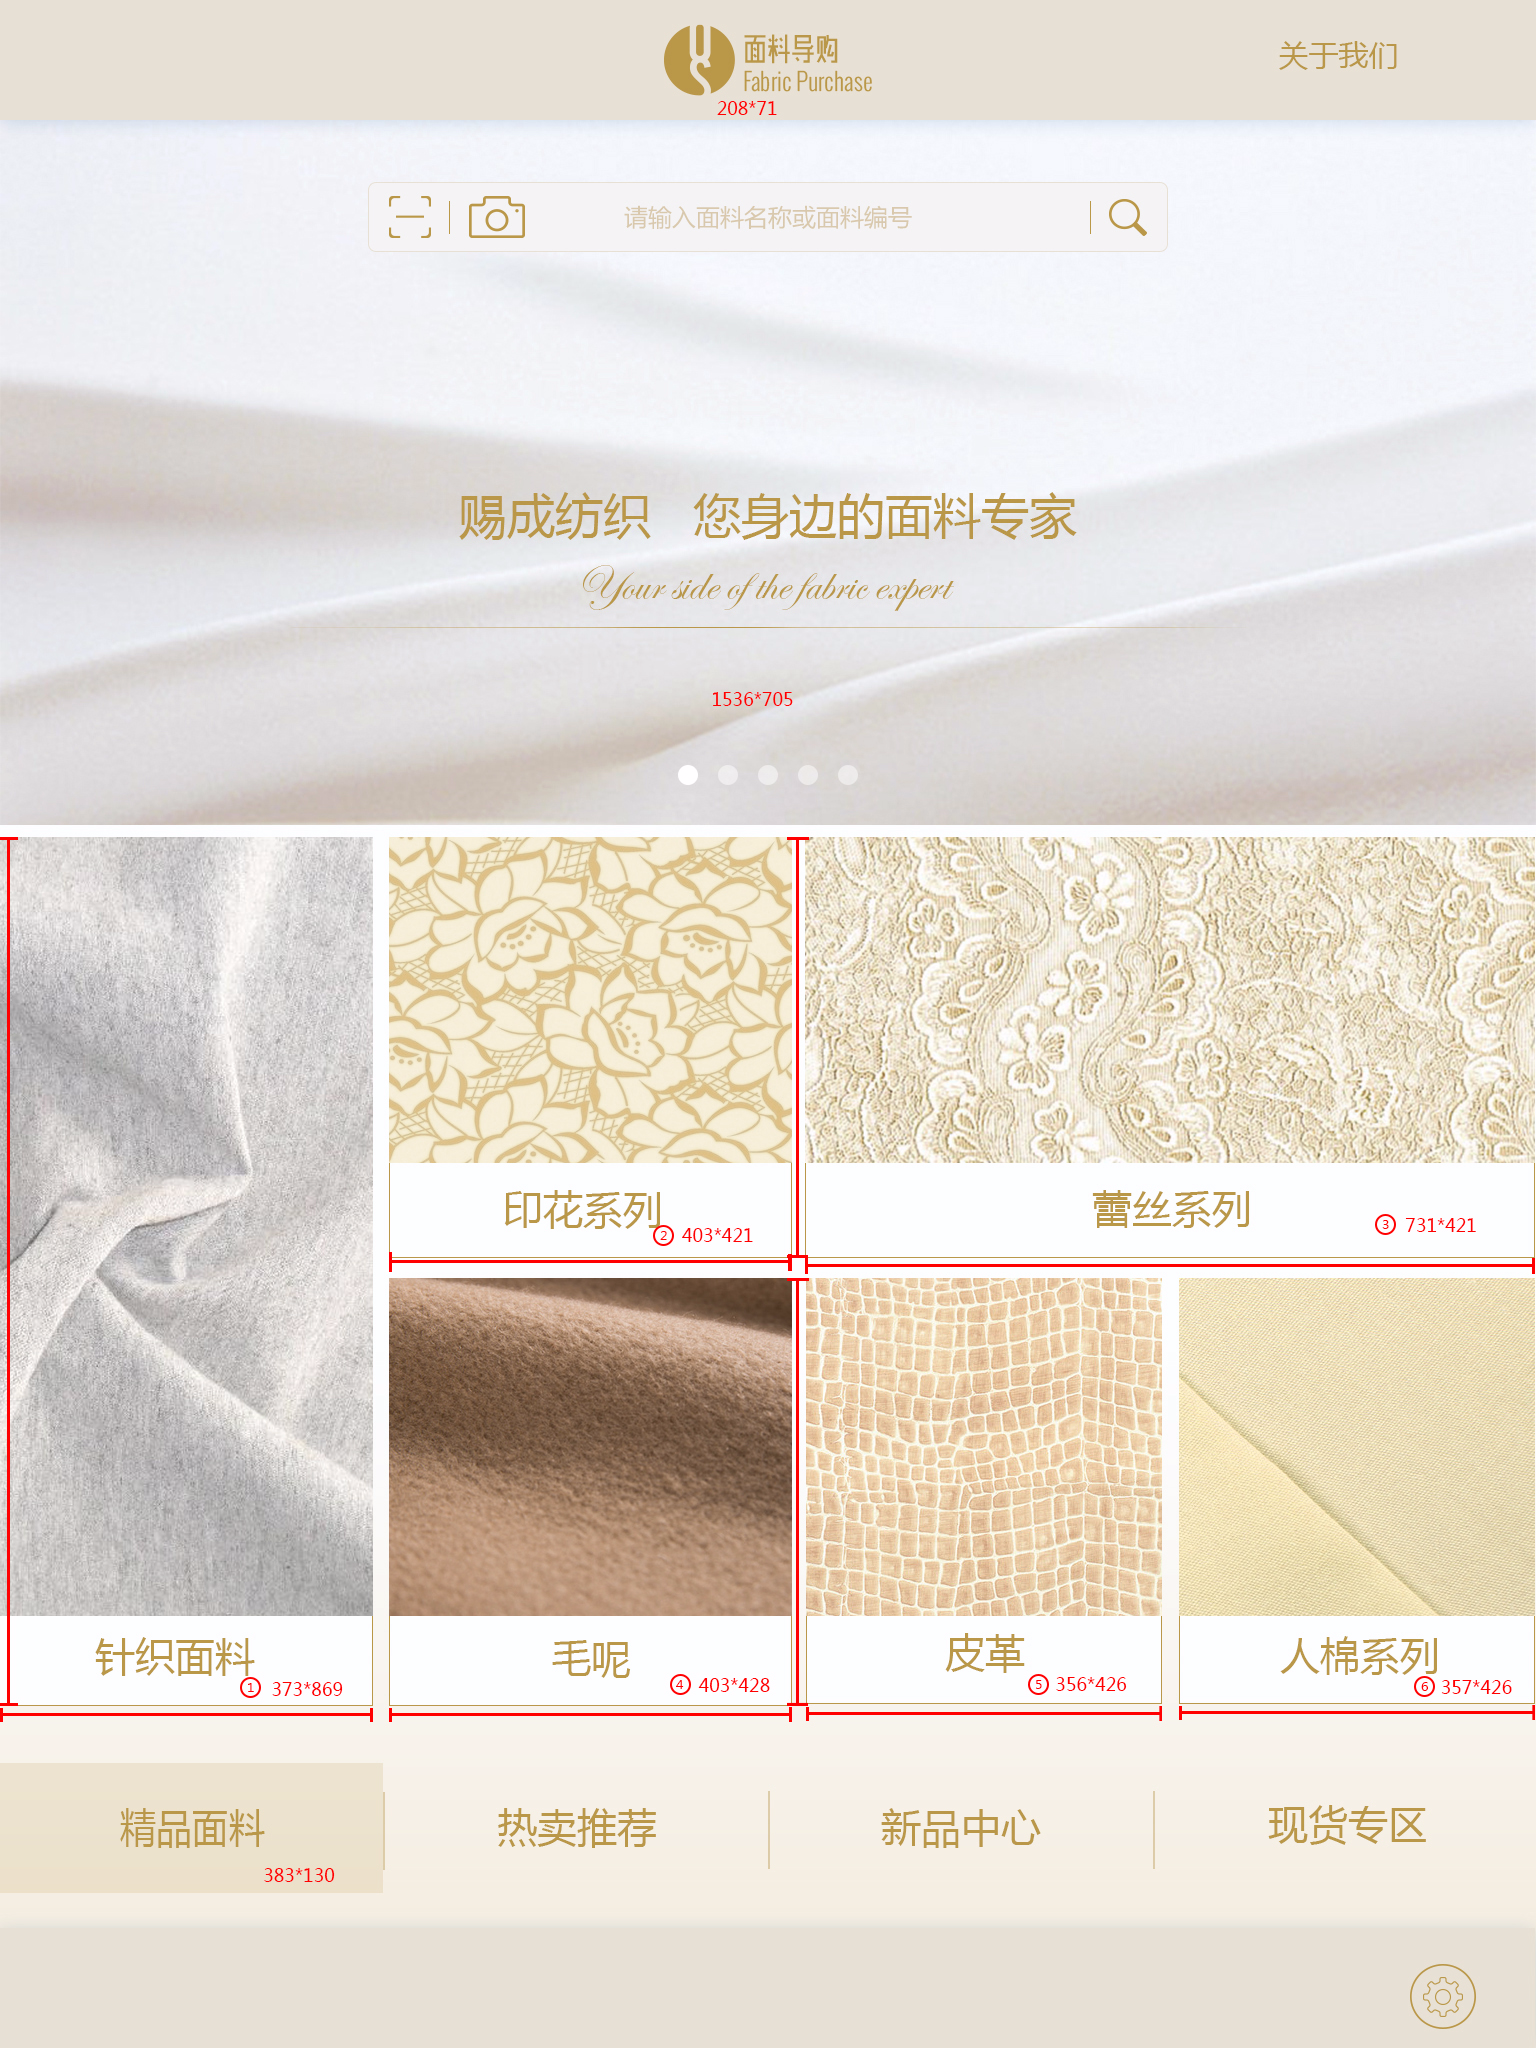 面料导购
Fabric Purchase
208*71
关于我们
请输入面料名称或面料编号
赐成纺织 您身边的面料专家
Your side of the fabric expert
1536*705
印花系列
② 403*421
蕾丝系列
③ 731*421
针织面料
① 373*869
毛呢
④ 403*428
皮革
⑤ 356*426
人棉系列
⑥ 357*426
精品面料
383*130
热卖推荐
新品中心
现货专区